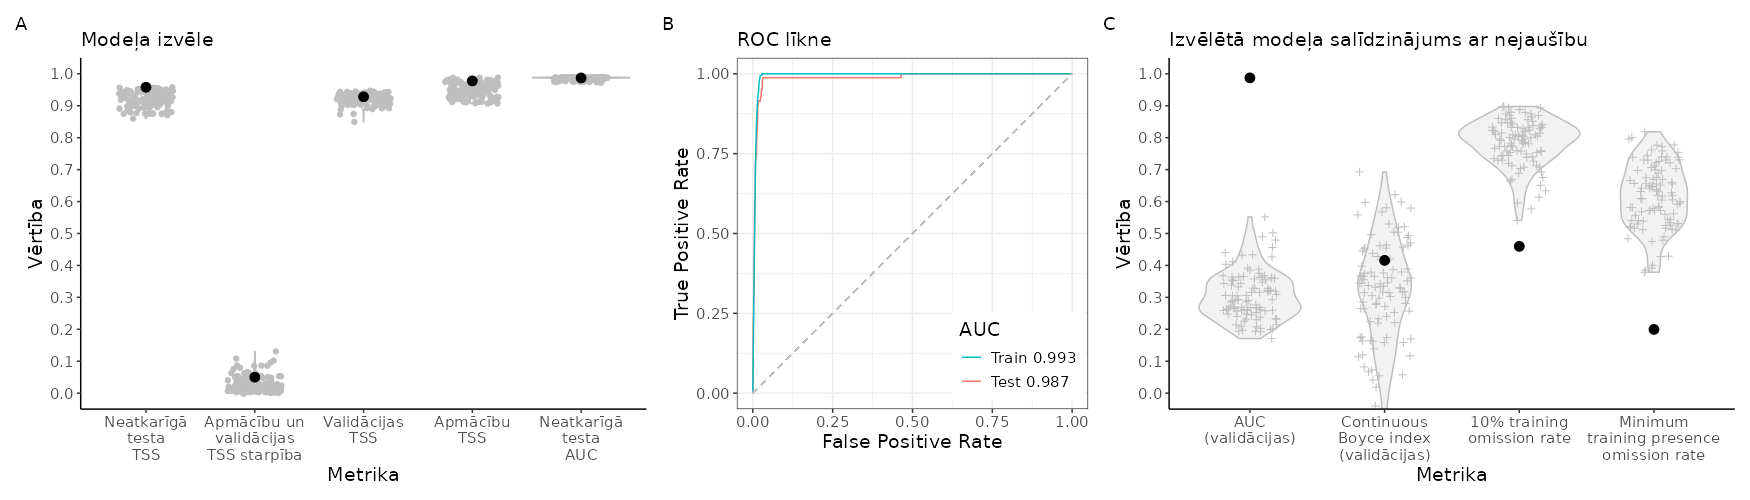 A
Modeļa izvēle
Vērtība
1.0
0.9
0.8
0.7
0.6
0.5
0.4
0.3
0.2
0.1
0.0
Neatkarīgā
testa
TSS
Apmācību un
validācijas
TSS starpība
Validācijas
TSS
Apmācību
TSS
Neatkarīgā
testa
AUC
Metrika
B
ROC līkne
True Positive Rate
1.00
0.75
0.50
0.25
0.00
AUC
Train 0.993
Test 0.987
0.00
0.25
0.50
0.75
1.00
False Positive Rate
C
Izvēlētā modeļa salīdzinājums ar nejaušību
Vērtība
1.0
0.9
0.8
0.7
0.6
0.5
0.4
0.3
0.2
0.1
0.0
AUC
(validācijas)
Continuous
Boyce index
(validācijas)
10% training
omission rate
Minimum
training presence
omission rate
Metrika